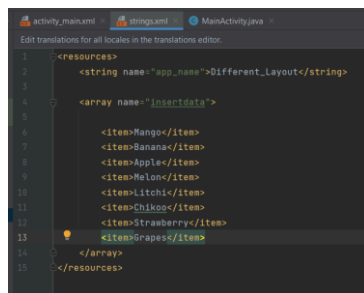 activity_main.xml × strings.xml × MainActivity.java ×
Edit translations for all locales in the translations editor.
1 <resources>
2 <string name="app_name">Different_Layout</string>
3
4 <array name="insertdata">
5
6 <item>Mango</item>
7 <item>Banana</item>
8 <item>Apple</item>
9 <item>Melon</item>
10 <item>Litchi</item>
11 <item>Chikoo</item>
12 <item>Strawberry</item>
13 <item>Grapes</item>
14 </array>
15 </resources>